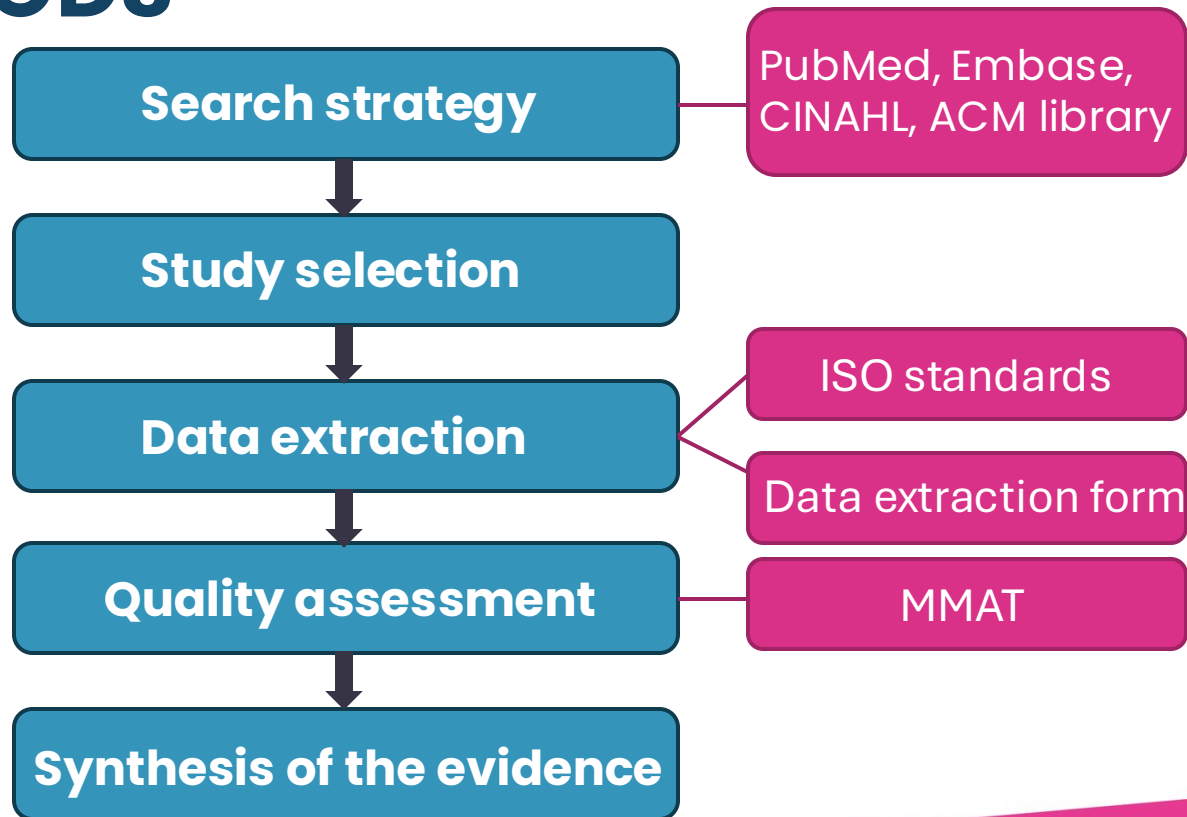 Search strategy
PubMed, Embase,
CINAHL, ACM library
Study selection
Data extraction
ISO standards
Data extraction form
Quality assessment
MMAT
Synthesis of the evidence